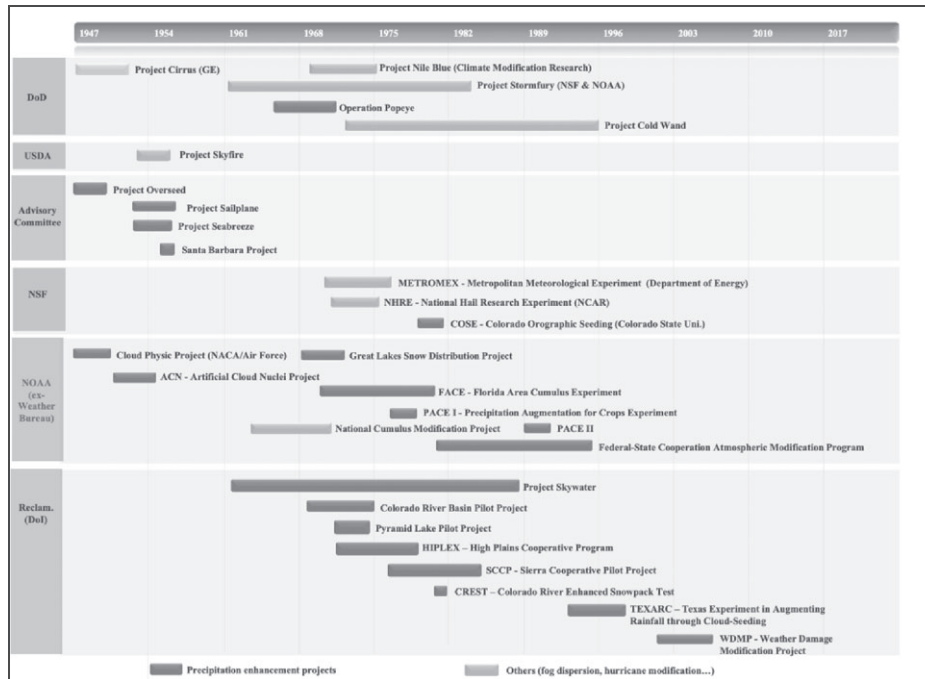 1947 1954 1961 1968 1975 1982 1989 1996 2003 2010 2017
DoD
Project Cirrus (GE)
Project Nile Blue (Climate Modification Research)
Project Stormfury (NSF & NOAA)
Operation Popeye
Project Cold Wand
USDA
Project Skyfire
Advisory
Committee
Project Overseed
Project Sailplane
Project Seabreeze
Santa Barbara Project
NSF
METROMEX - Metropolitan Meteorological Experiment (Department of Energy)
NHRE - National Hail Research Experiment (NCAR)
COSE - Colorado Orographic Seeding (Colorado State Uni.)
NOAA
(ex-
Weather
Bureau)
Cloud Physic Project (NACA/Air Force)
Great Lakes Snow Distribution Project
ACN - Artificial Cloud Nuclei Project
FACE - Florida Area Cumulus Experiment
PACE I - Precipitation Augmentation for Crops Experiment
National Cumulus Modification Project
PACE II
Federal-State Cooperation Atmospheric Modification Program
Reclam.
(DoI)
Project Skywater
Colorado River Basin Pilot Project
Pyramid Lake Pilot Project
HIPLEX – High Plains Cooperative Program
SCCP - Sierra Cooperative Pilot Project
CREST – Colorado River Enhanced Snowpack Test
TEXARC – Texas Experiment in Augmenting
Rainfall through Cloud-Seeding
WDMP - Weather Damage
Modification Project
Precipitation enhancement projects
Others (fog dispersion, hurricane modification...)